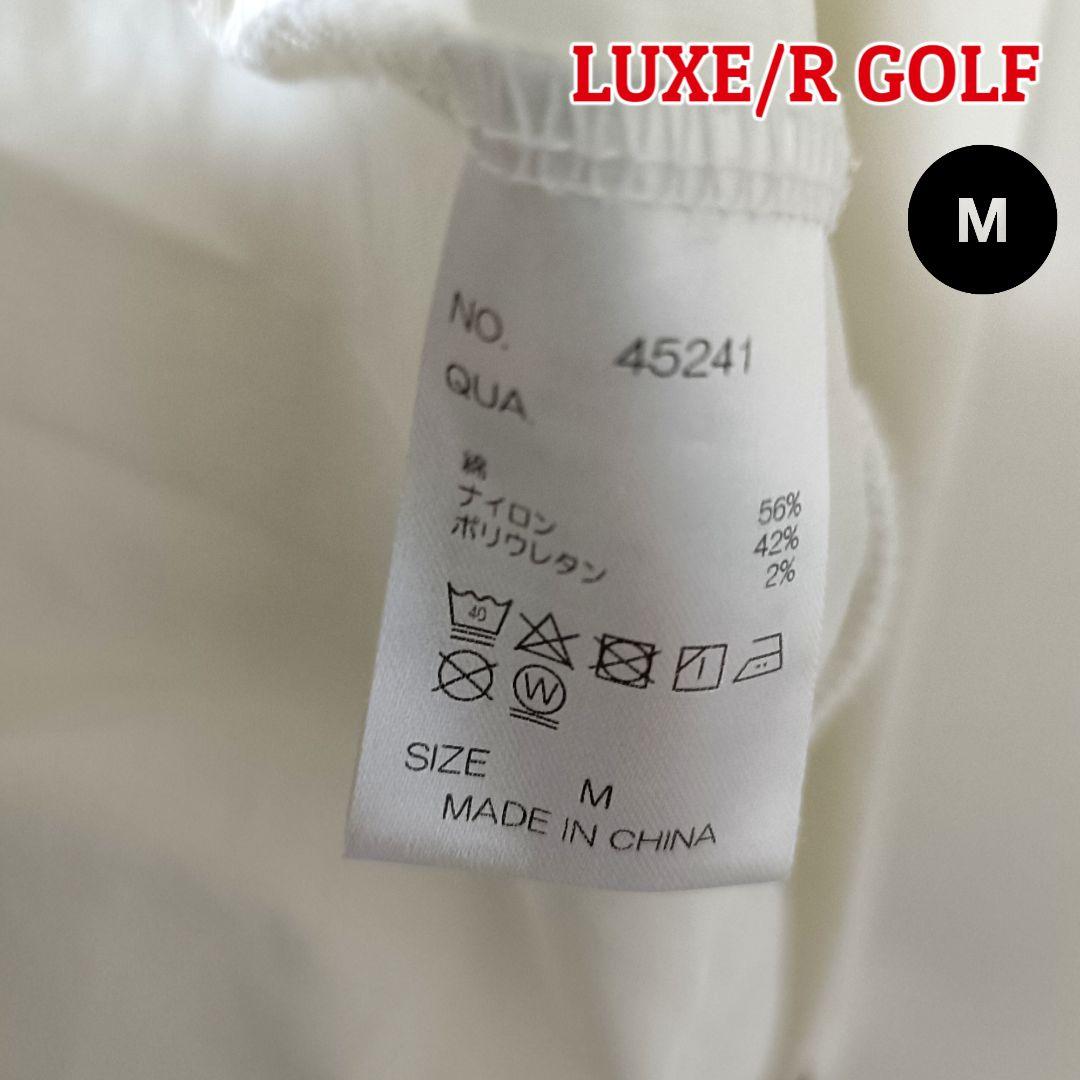 LUXE/R GOLF
M
NO. 45241
QUA
綿 56%
ナイロン 42%
ポリウレタン 2%
40
W
SIZE M
MADE IN CHINA